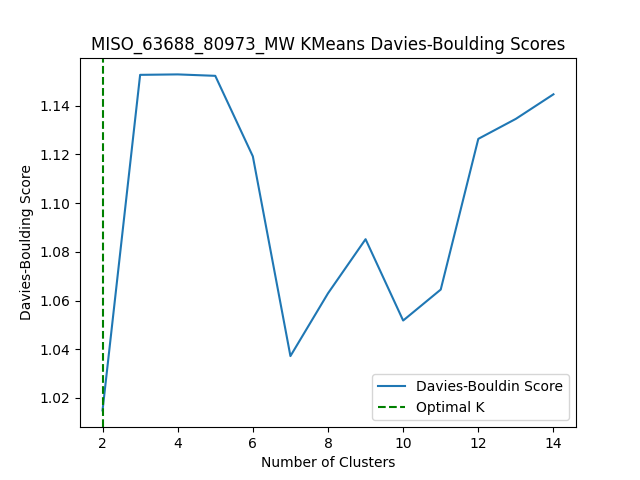 MISO_63688_80973_MW KMeans Davies-Boulding Scores
Davies-Boulding Score
1.14
1.12
1.10
1.08
1.06
1.04
1.02
Davies-Bouldin Score
Optimal K
2 4 6 8 10 12 14
Number of Clusters